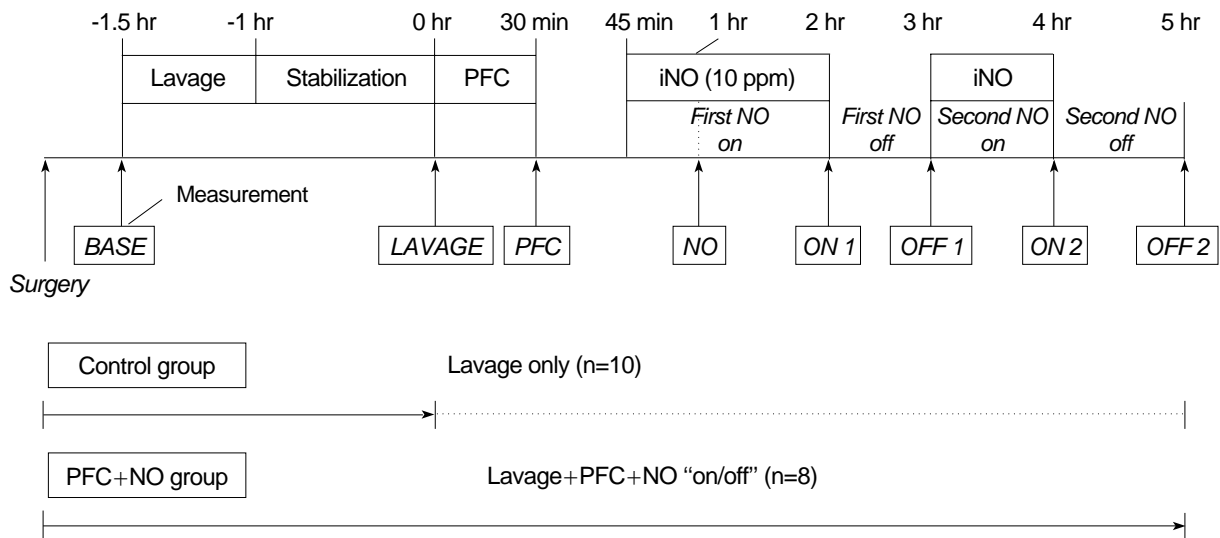 -1.5 hr -1 hr 0 hr 30 min 45 min 1 hr 2 hr 3 hr 4 hr 5 hr
Lavage Stabilization PFC iNO (10 ppm) iNO
First NO on First NO off Second NO on Second NO off
Measurement
BASE LAVAGE PFC NO ON 1 OFF 1 ON 2 OFF 2
Surgery
Control group Lavage only (n=10)
PFC+NO group Lavage+PFC+NO “on/off” (n=8)